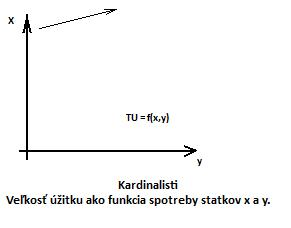 X
TU = f(x,y)
y
Kardinalisti
Veľkosť úžitku ako funkcia spotreby statkov x a y.